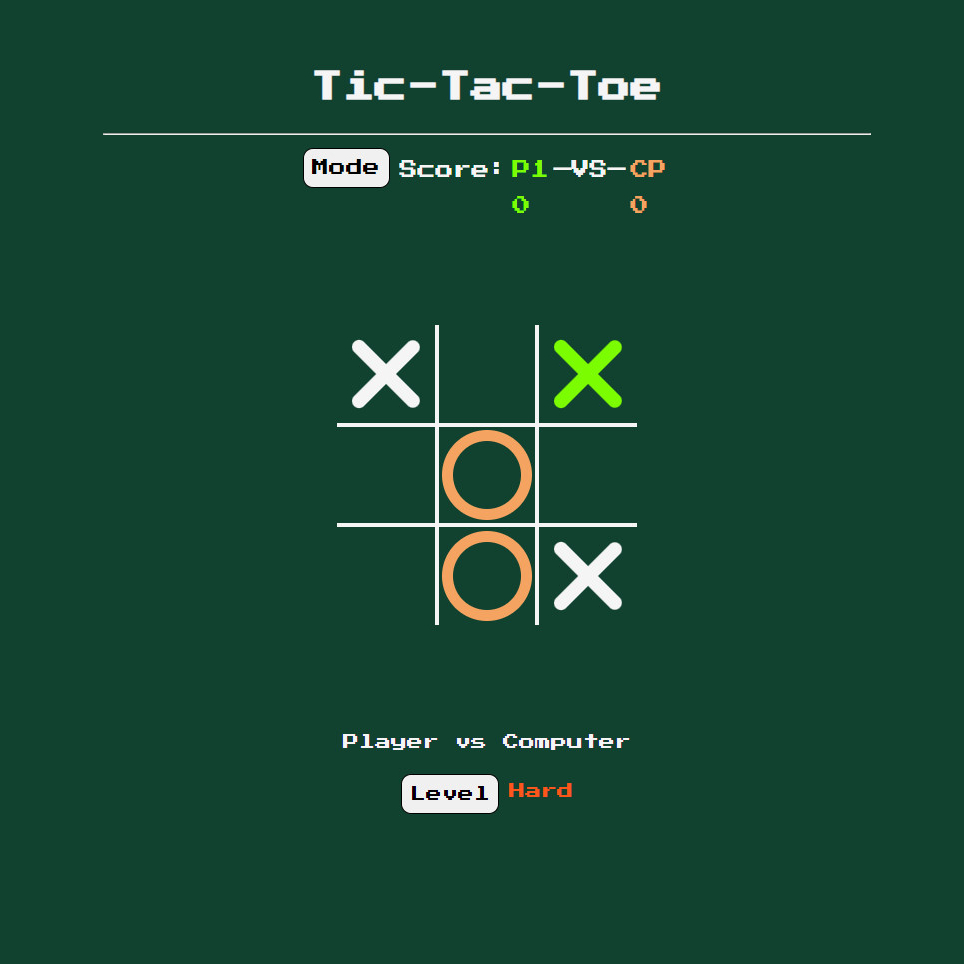 Tic-Tac-Toe
Mode Score: P1 -VS- CP
0 0
Player vs Computer
Level Hard